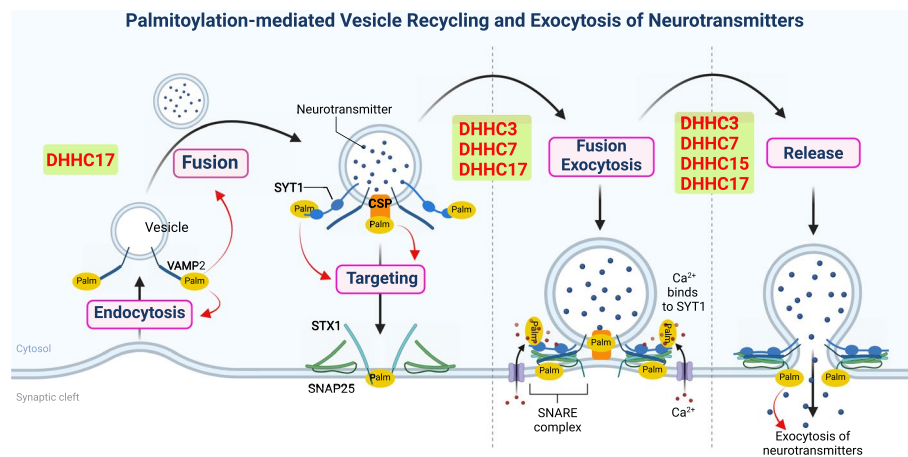 Palmitoylation-mediated Vesicle Recycling and Exocytosis of Neurotransmitters
DHHC17
Fusion
Vesicle
VAMP2
Palm
Palm
Endocytosis
Cytosol
Synaptic cleft
Neurotransmitter
SYT1
Palm
CSP
Palm
Palm
Targeting
STX1
SNAP25
Palm
DHHC3
DHHC7
DHHC17
Fusion
Exocytosis
Ca2+
binds
to SYT1
Palm
Palm
Palm
Palm
Palm
SNARE
complex
Ca2+
DHHC3
DHHC7
DHHC15
DHHC17
Release
Palm
Palm
Exocytosis of
neurotransmitters